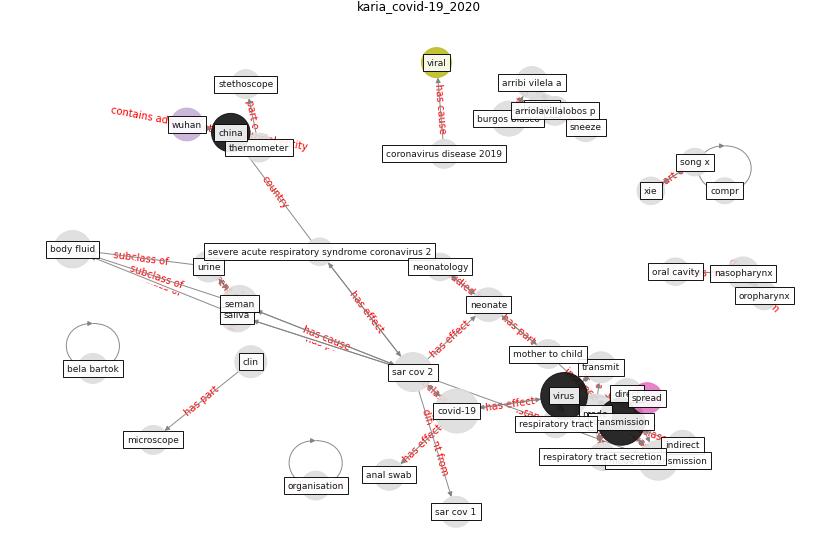 karia_covid-19_2020
viral
stethoscope
arribi vilela a
contains ad
part o
has cause
burgos
arriolavillalobos p
wuhan
sneeze
china
city
thermometer
coronavirus disease 2019
song x
xie
compr
country
body fluid
severe acute respiratory syndrome coronavirus 2
subclass of
urine
neonatology
subclass of
oral cavity
nasopharynx
oropharynx
seman
saliva
neonate
has effect
has cause
has part
has effect
mother to child
bela bartok
clin
sar cov 2
transmit
virus
dire
spread
has part
covid-19
has effect
respiratory tract
ansmission
microscope
has effect
indirect
respiratory tract secretion
smission
anal swab
nt from
organisation
sar cov 1